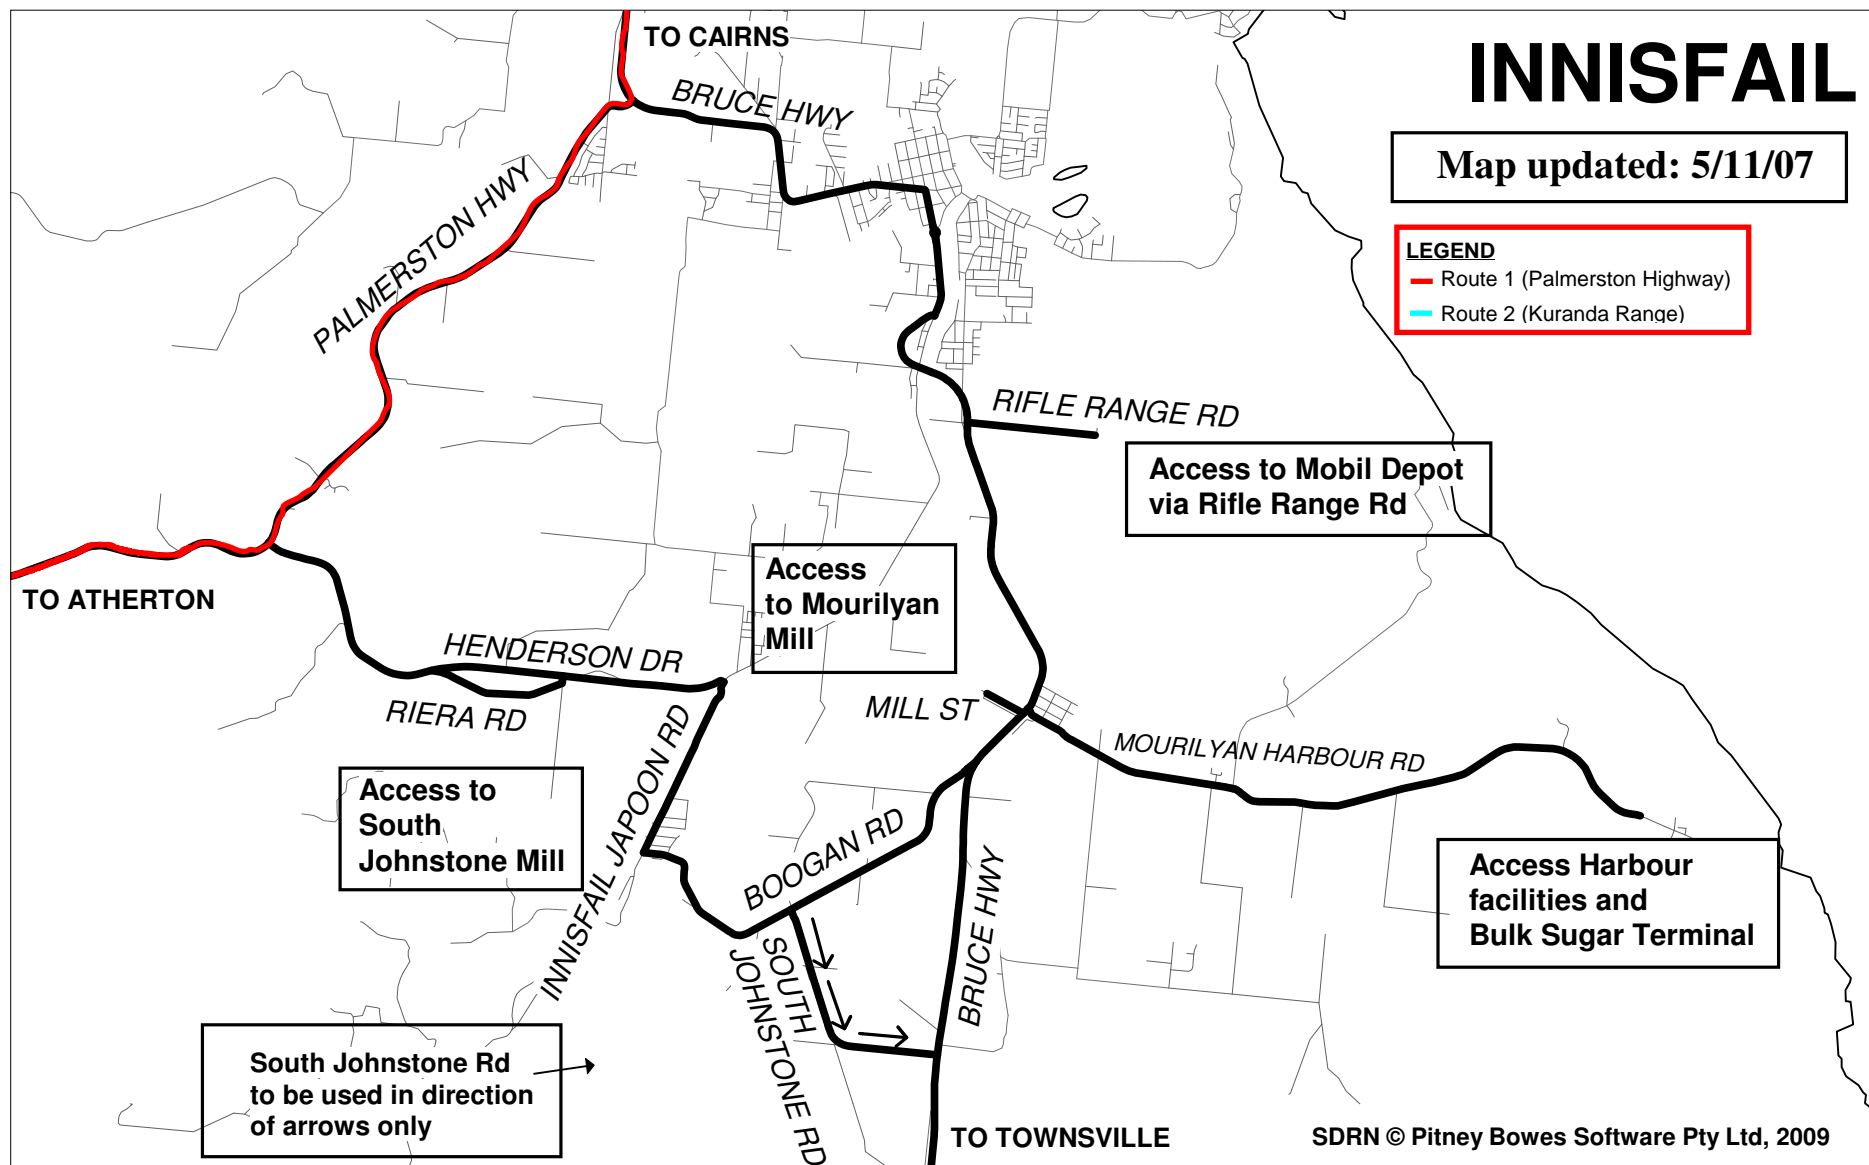 INNISFAIL
TO CAIRNS
BRUCE HWY
Map updated: 5/11/07
PALMERSTON HWY
LEGEND
Route 1 (Palmerston Highway)
Route 2 (Kuranda Range)
RIFLE RANGE RD
Access to Mobil Depot
via Rifle Range Rd
TO ATHERTON
Access
to Mourilyan
Mill
HENDERSON DR
RIERA RD
MILL ST
MOURILYAN HARBOUR RD
INNISFAIL JAPOON RD
Access to
South
Johnstone Mill
BOOGAN RD
BRUCE HWY
Access Harbour
facilities and
Bulk Sugar Terminal
SOUTH
JOHNSTONE RD
South Johnstone Rd
to be used in direction
of arrows only
TO TOWNSVILLE
SDRN © Pitney Bowes Software Pty Ltd, 2009